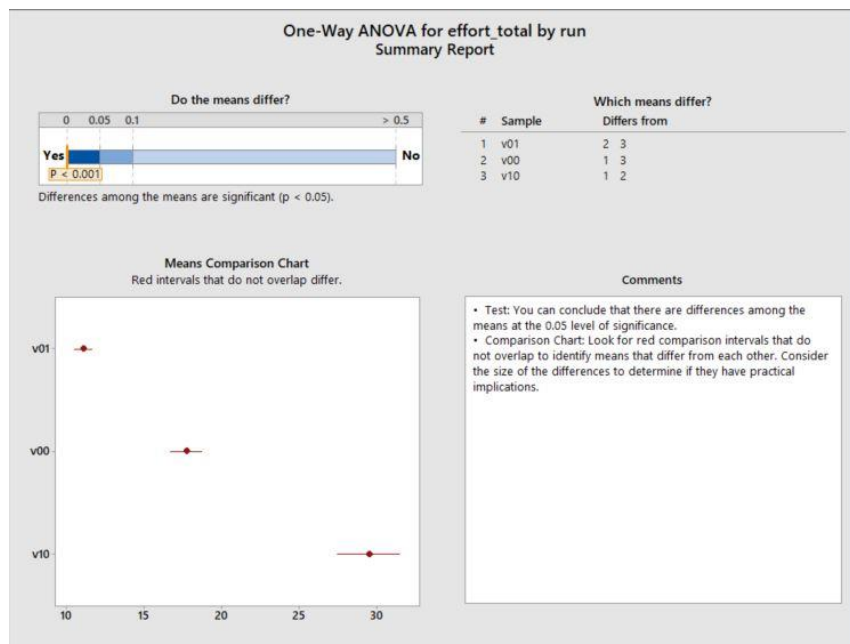 One-Way ANOVA for effort_total by run
Summary Report
Do the means differ?
0 0.05 0.1 > 0.5
Yes No
P < 0.001
Differences among the means are significant (p < 0.05).
Which means differ?
# Sample Differs from
1 v01 2 3
2 v00 1 3
3 v10 1 2
Means Comparison Chart
Red intervals that do not overlap differ.
v01
v00
v10
10 15 20 25 30
Comments
• Test: You can conclude that there are differences among the
means at the 0.05 level of significance.
• Comparison Chart: Look for red comparison intervals that do
not overlap to identify means that differ from each other. Consider
the size of the differences to determine if they have practical
implications.